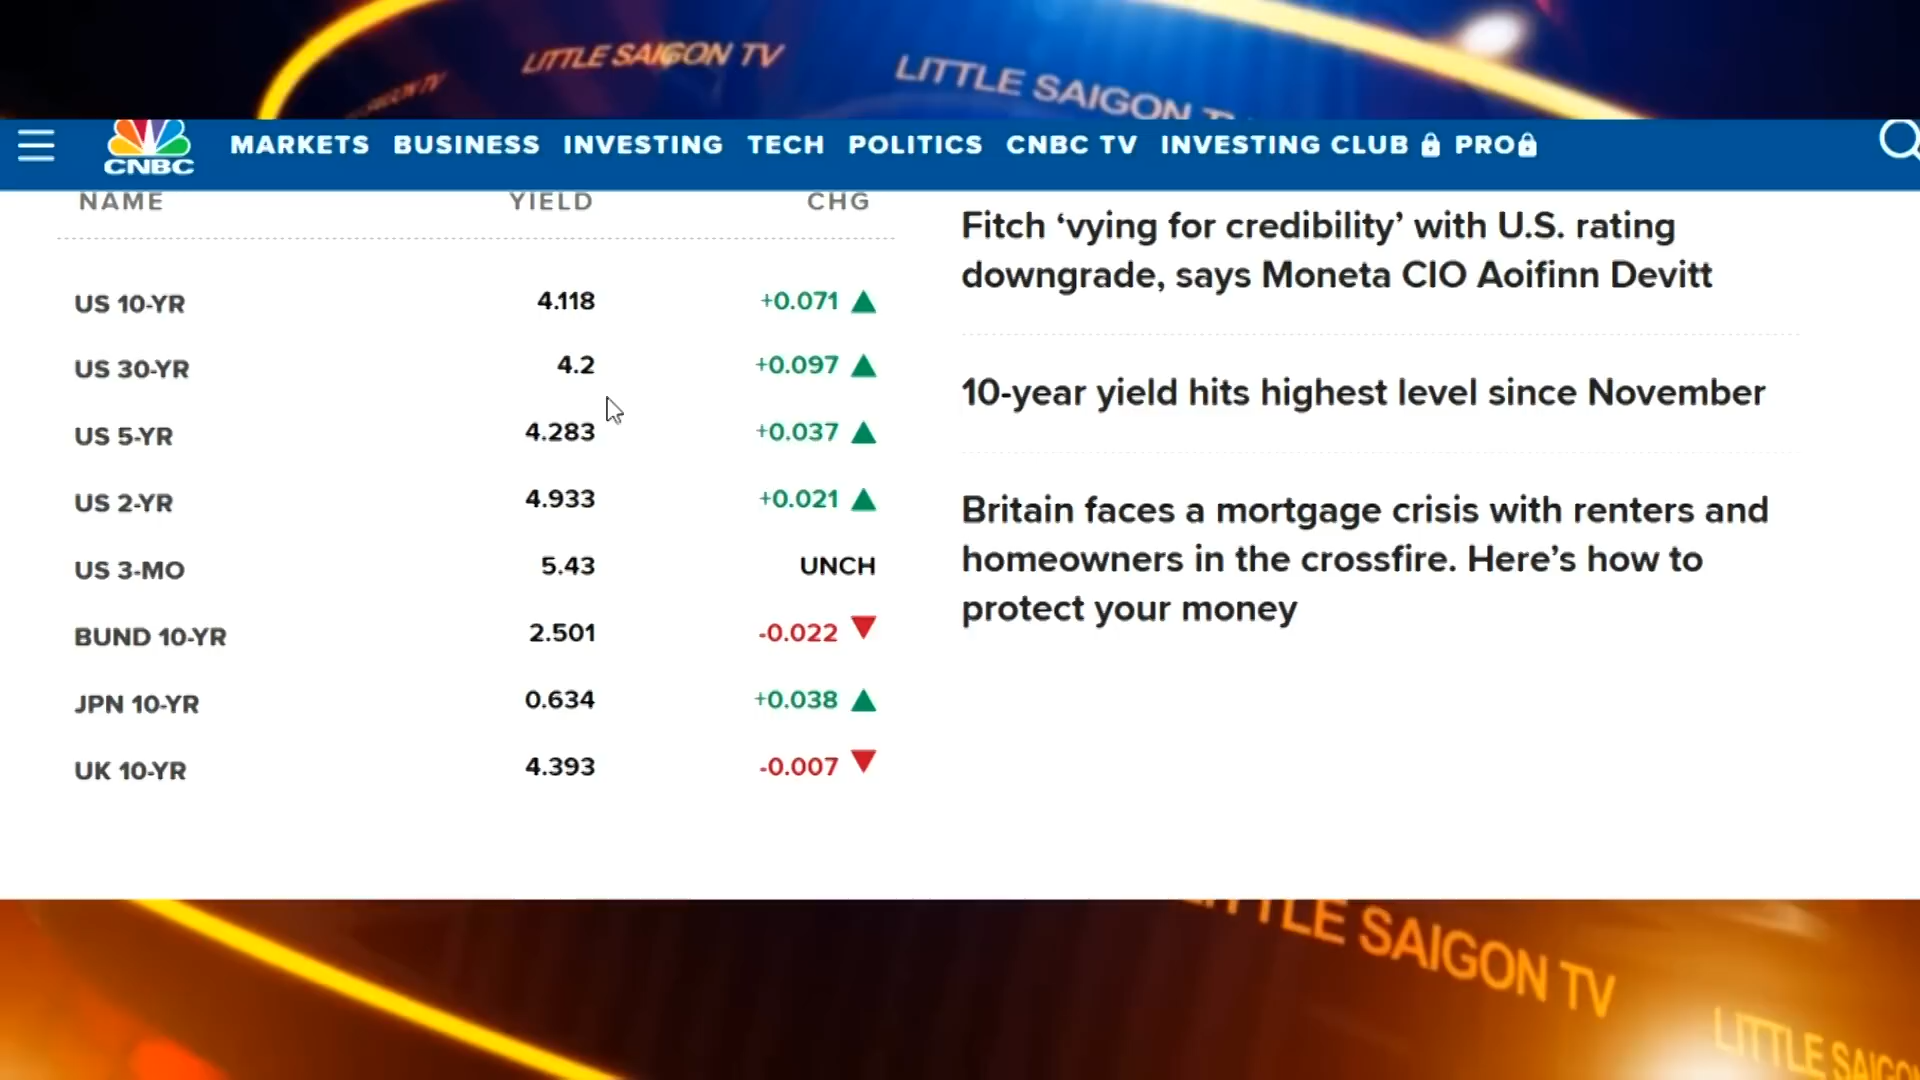 LITTLE SAIGON TV
LITTLE SAIGON
SAIGON TV
CNBC
MARKETS BUSINESS INVESTING TECH POLITICS CNBC TV INVESTING CLUB PRO
NAME YIELD CHG
US 10-YR 4.118 +0.071
US 30-YR 4.2 +0.097
US 5-YR 4.283 +0.037
US 2-YR 4.933 +0.021
US 3-MO 5.43 UNCH
BUND 10-YR 2.501 -0.022
JPN 10-YR 0.634 +0.038
UK 10-YR 4.393 -0.007
Fitch ‘vying for credibility’ with U.S. rating
downgrade, says Moneta CIO Aoifinn Devitt
10-year yield hits highest level since November
Britain faces a mortgage crisis with renters and
homeowners in the crossfire. Here’s how to
protect your money
LITTLE SAIGON TV
LITTLE SAIGON